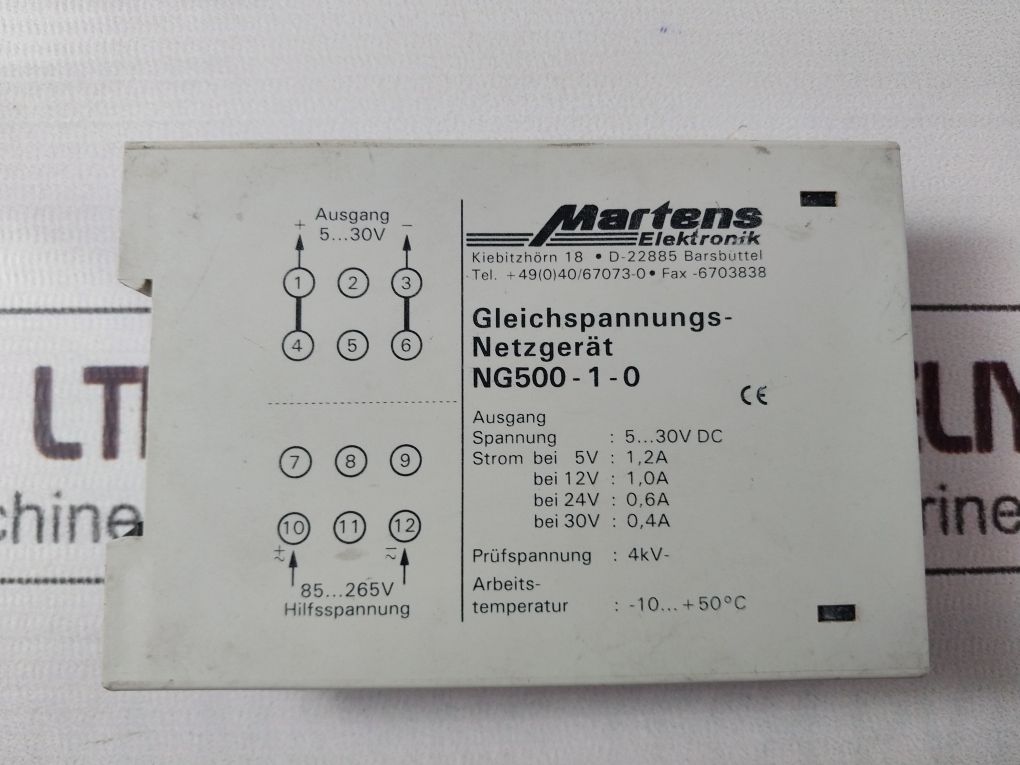 + Ausgang −
5...30V
1 2 3
4 5 6
7 8 9
10 11 12
85...265V
Hilfsspannung
Martens
Elektronik
Kiebitzhörn 18 • D-22885 Barsbüttel
Tel. +49(0)40/67073-0 • Fax -6703838
Gleichspannungs-
Netzgerät
NG500-1-0
CE
Ausgang
Spannung : 5...30V DC
Strom bei 5V : 1,2A
bei 12V : 1,0A
bei 24V : 0,6A
bei 30V : 0,4A
Prüfspannung : 4kV-
Arbeits-
temperatur : -10...+50°C